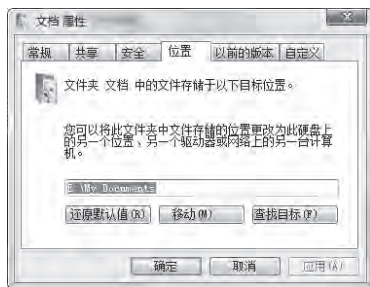 文档 属性
常规 共享 安全 位置 以前的版本 自定义
文件夹 文档 中的文件存储于以下目标位置。
您可以将此文件夹中文件存储的位置更改为此硬盘上
的另一个位置、另一个驱动器或网络上的另一台计算
机。
E:\My Documents
还原默认值(R) 移动(M) 查找目标(F)
确定 取消 应用(A)